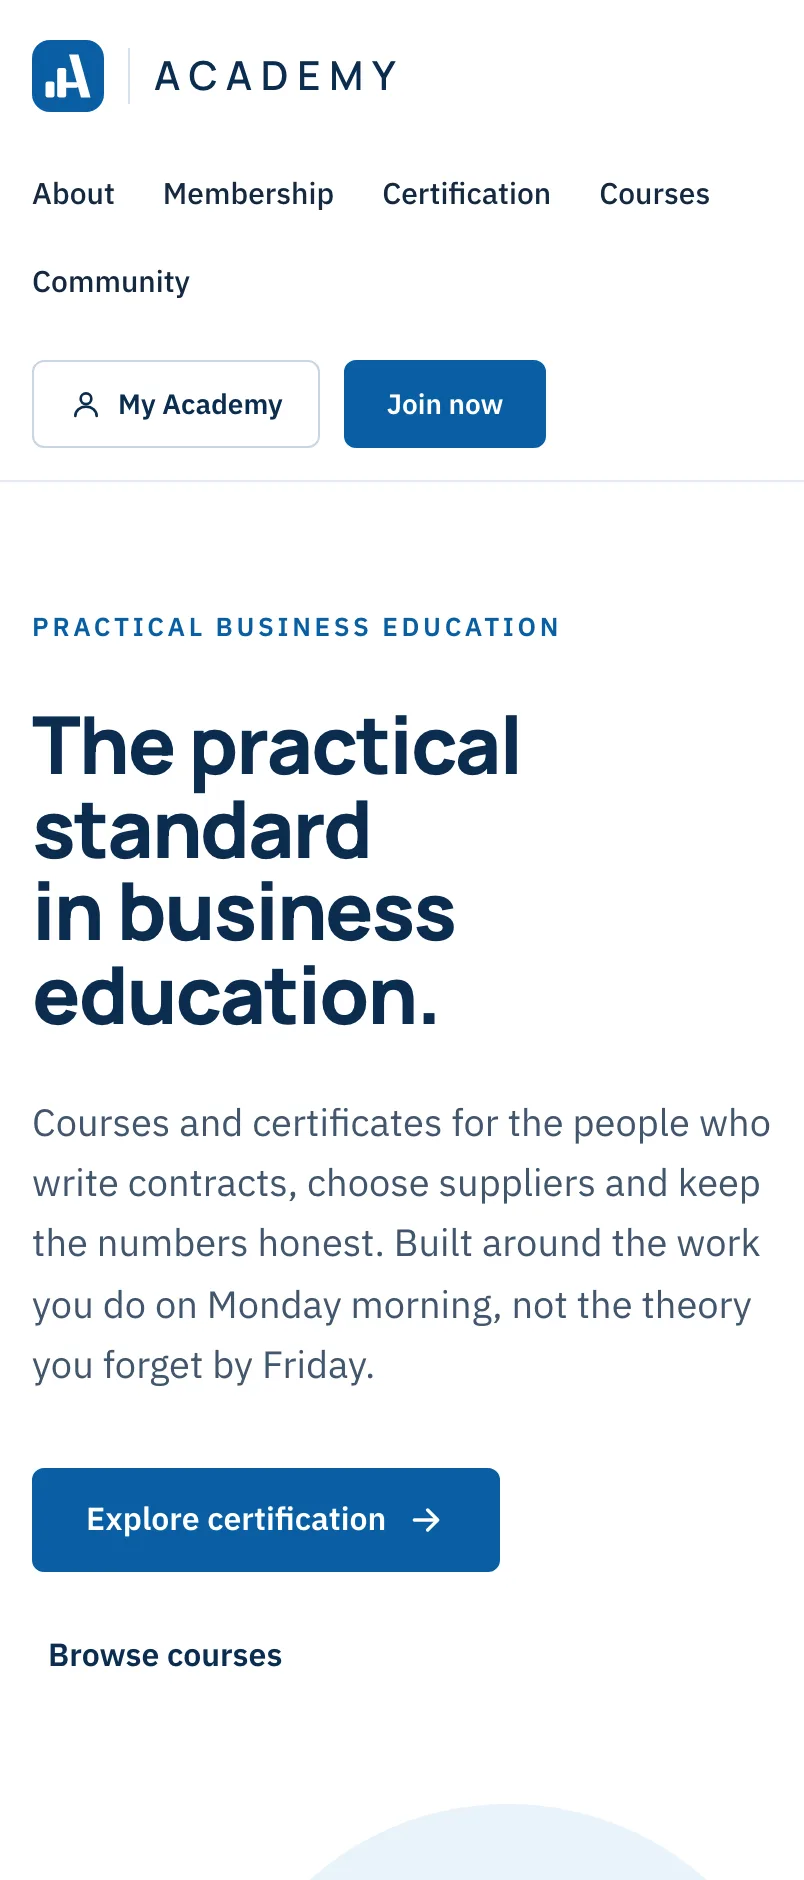 ACADEMY
About Membership Certification Courses
Community
My Academy Join now
PRACTICAL BUSINESS EDUCATION
The practical
standard
in business
education.
Courses and certificates for the people who
write contracts, choose suppliers and keep
the numbers honest. Built around the work
you do on Monday morning, not the theory
you forget by Friday.
Explore certification
Browse courses